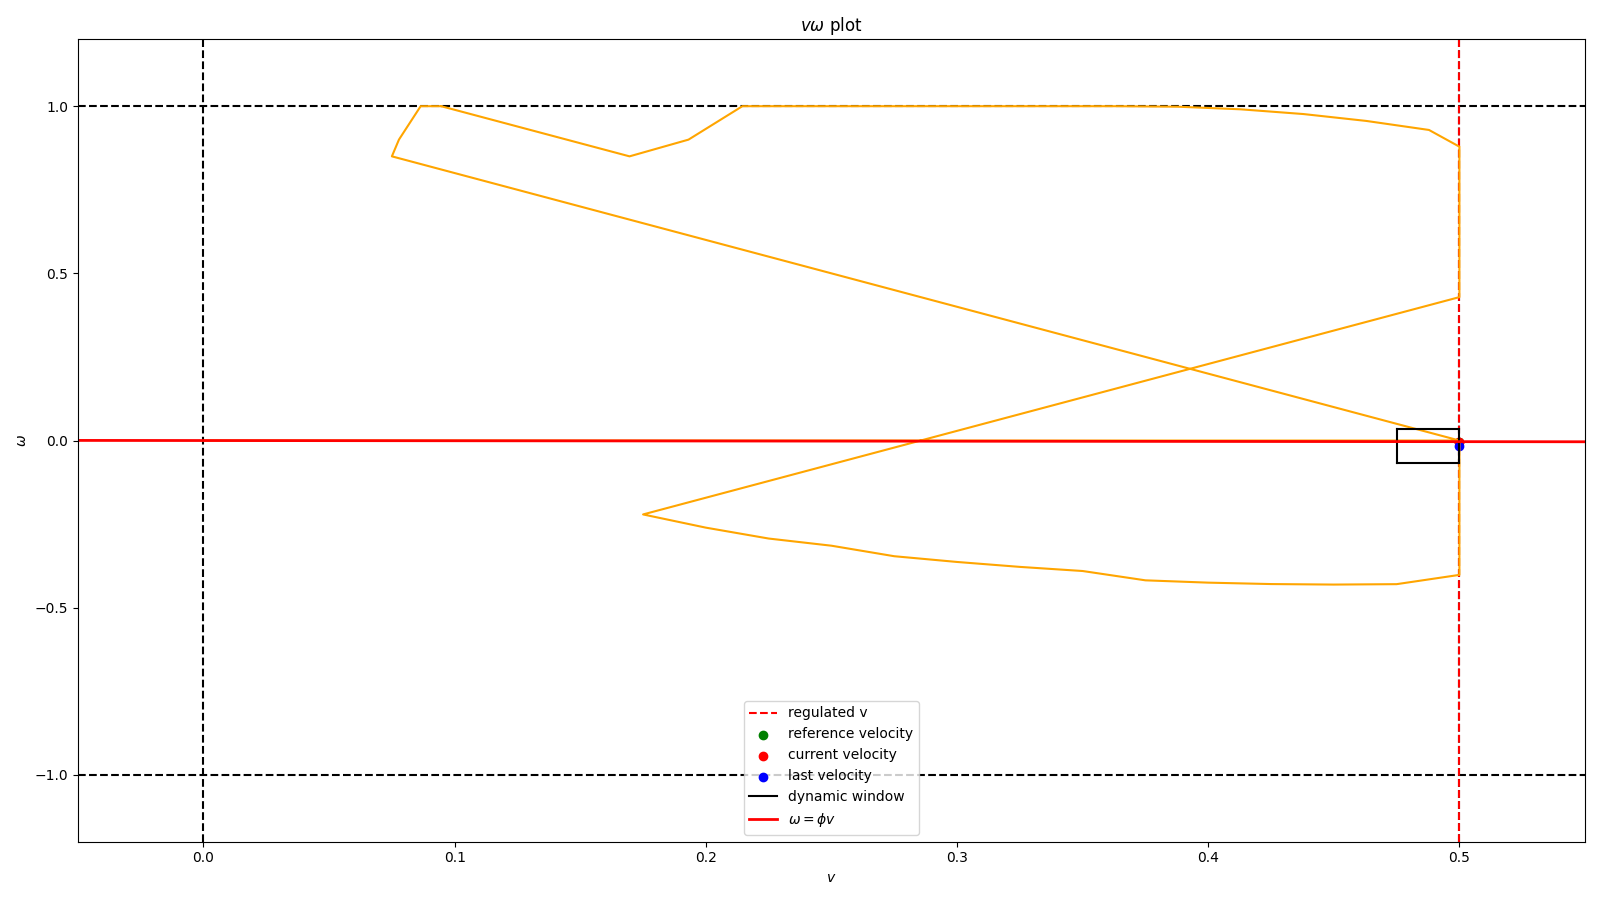 vω plot
1.0
0.5
0.0
−0.5
−1.0
ω
0.0
0.1
0.2
0.3
0.4
0.5
v
regulated v
reference velocity
current velocity
last velocity
dynamic window
ω = ϕv